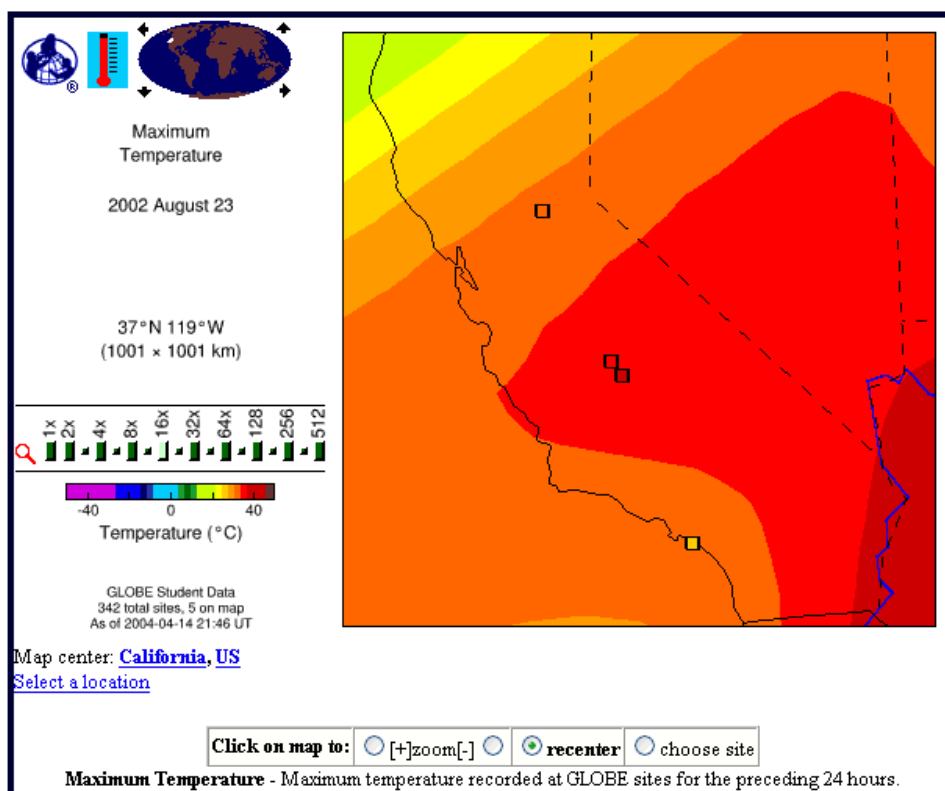 ®
Maximum
Temperature
2002 August 23
37°N 119°W
(1001 × 1001 km)
1x 2x 4x 8x 16x 32x 64x 128 256 512
-40 0 40
Temperature (°C)
GLOBE Student Data
342 total sites, 5 on map
As of 2004-04-14 21:46 UT
Map center: California, US
Select a location
Click on map to: [+]zoom[-] recenter choose site
Maximum Temperature - Maximum temperature recorded at GLOBE sites for the preceding 24 hours.